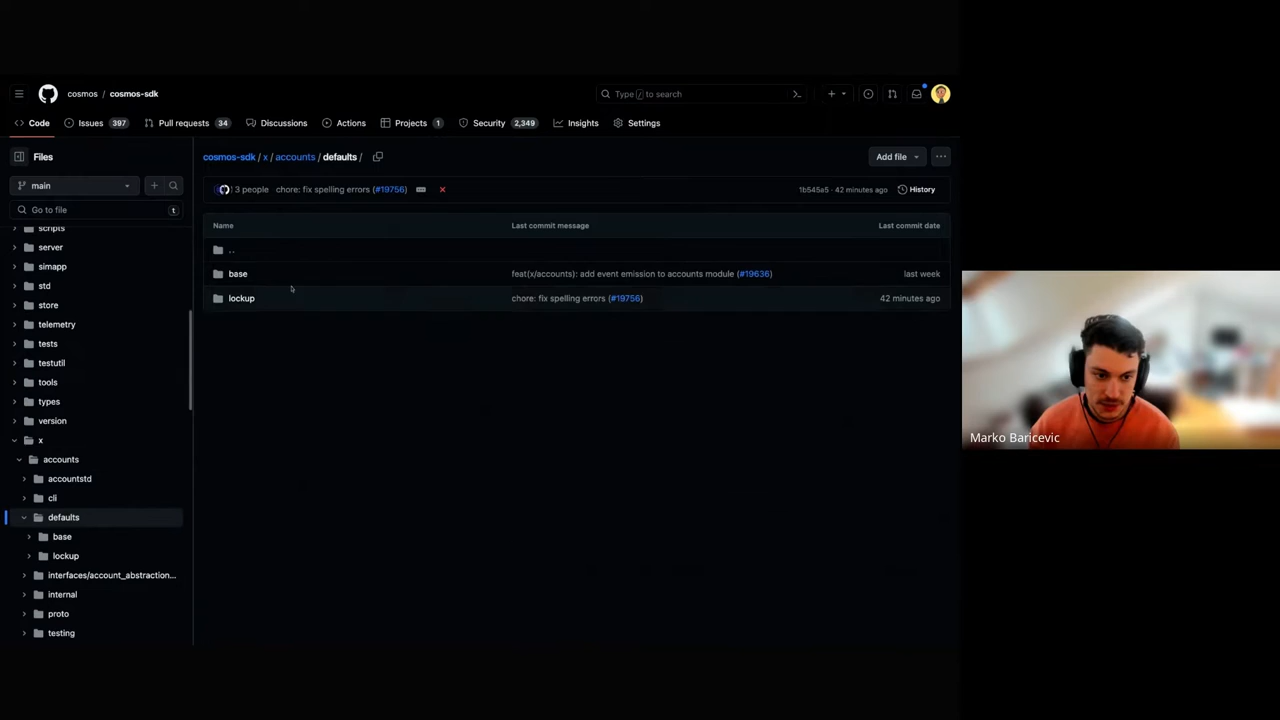 cosmos / cosmos-sdk
Type / to search
Code
Issues 397
Pull requests 34
Discussions
Actions
Projects 1
Security 2,349
Insights
Settings
Files
main
Go to file t
scripts
server
simapp
std
store
telemetry
tests
testutil
tools
types
version
x
accounts
accountstd
cli
defaults
base
lockup
interfaces/account_abstraction...
internal
proto
testing
cosmos-sdk / x / accounts / defaults /
Add file
3 people chore: fix spelling errors (#19756)
1b545a5 · 42 minutes ago
History
Name Last commit message Last commit date
..
base feat(x/accounts): add event emission to accounts module (#19636) last week
lockup chore: fix spelling errors (#19756) 42 minutes ago
Marko Baricevic